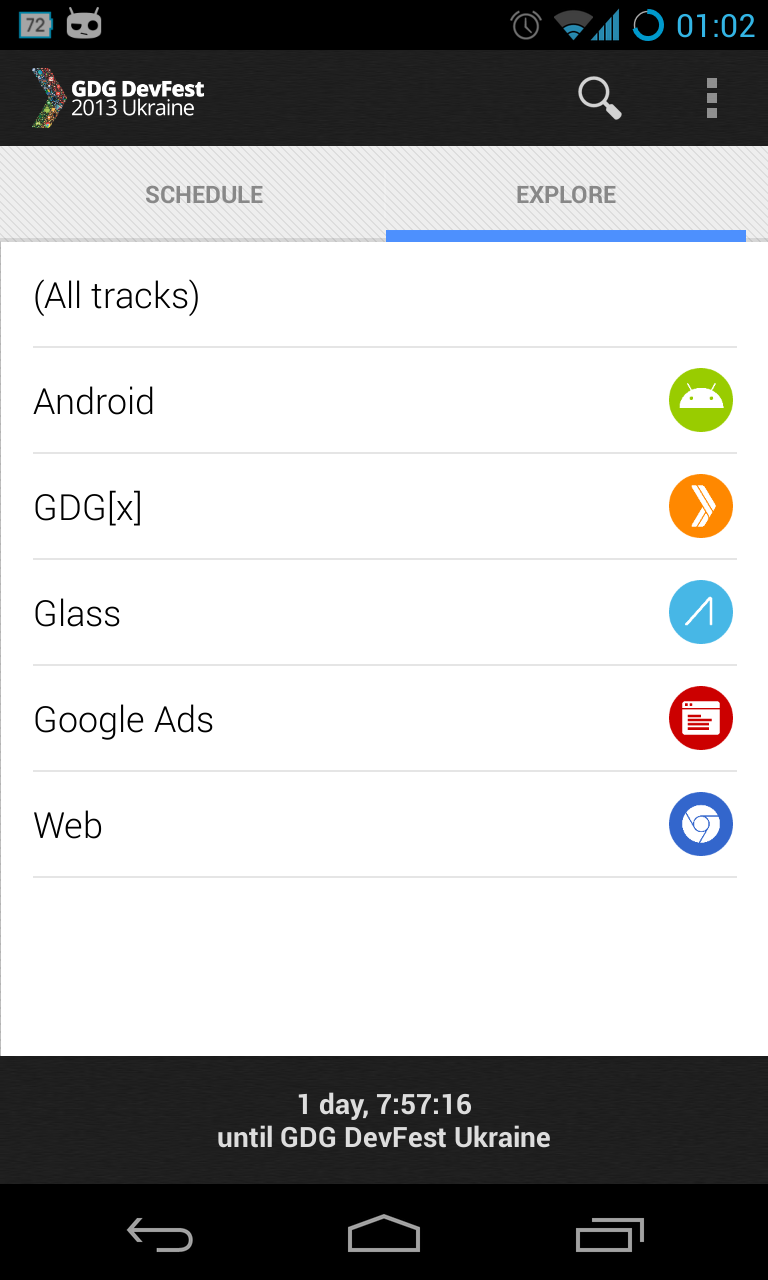 72
01:02
GDG DevFest
2013 Ukraine
SCHEDULE
EXPLORE
(All tracks)
Android
GDG[x]
Glass
Google Ads
Web
1 day, 7:57:16
until GDG DevFest Ukraine